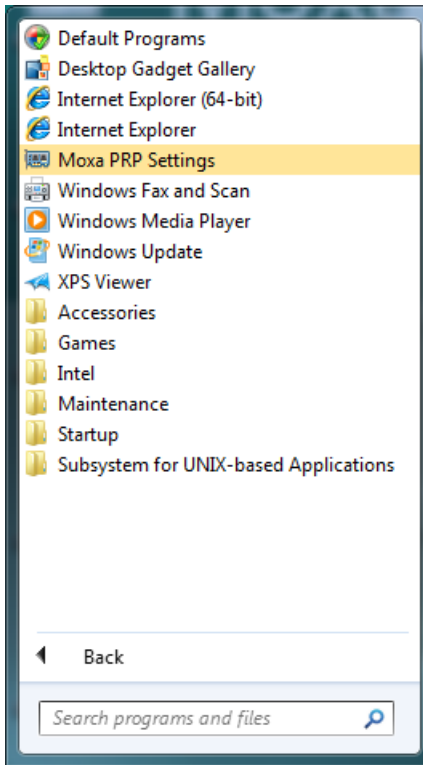 Default Programs
Desktop Gadget Gallery
Internet Explorer (64-bit)
Internet Explorer
Moxa PRP Settings
Windows Fax and Scan
Windows Media Player
Windows Update
XPS Viewer
Accessories
Games
Intel
Maintenance
Startup
Subsystem for UNIX-based Applications
Back
Search programs and files